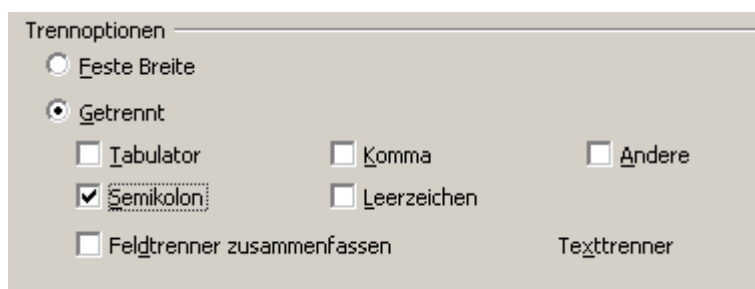 Trennoptionen
Feste Breite
Getrennt
Tabulator Komma Andere
Semikolon Leerzeichen
Feldtrenner zusammenfassen Texttrenner